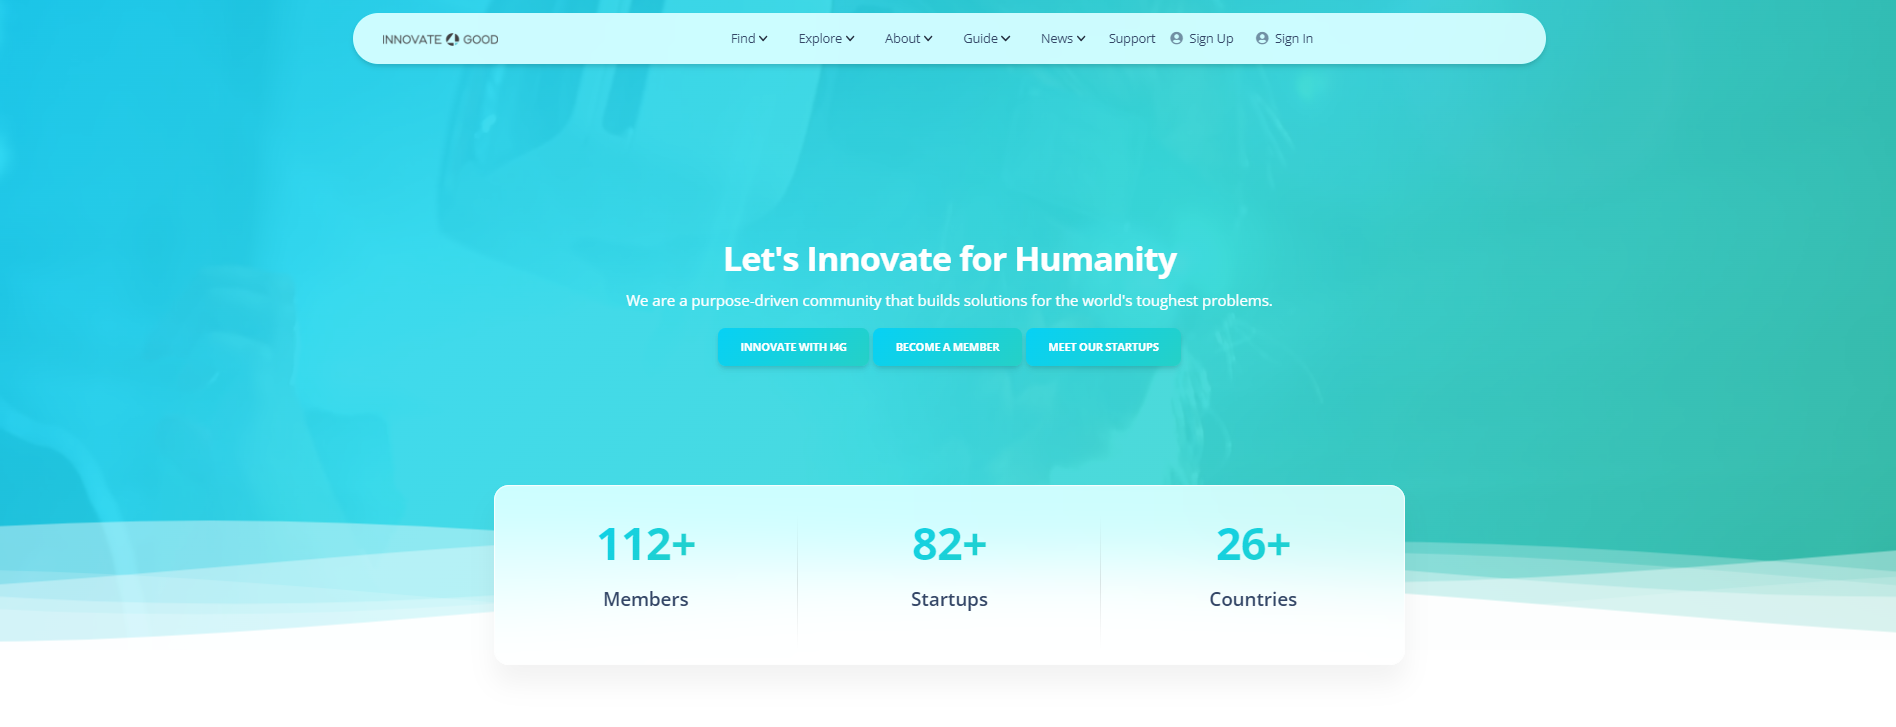 INNOVATE 4 GOOD
Find Explore About Guide News Support Sign Up Sign In
Let's Innovate for Humanity
We are a purpose-driven community that builds solutions for the world's toughest problems.
INNOVATE WITH I4G BECOME A MEMBER MEET OUR STARTUPS
112+ 82+ 26+
Members Startups Countries